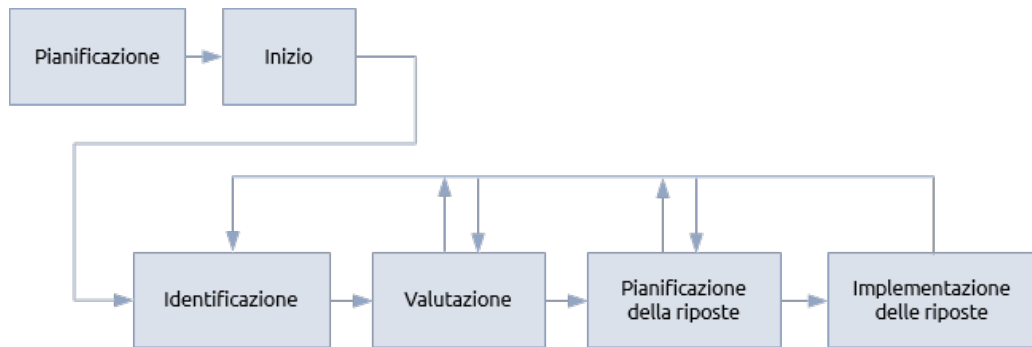 Pianificazione
Inizio
Identificazione
Valutazione
Pianificazione
della riposte
Implementazione
delle riposte